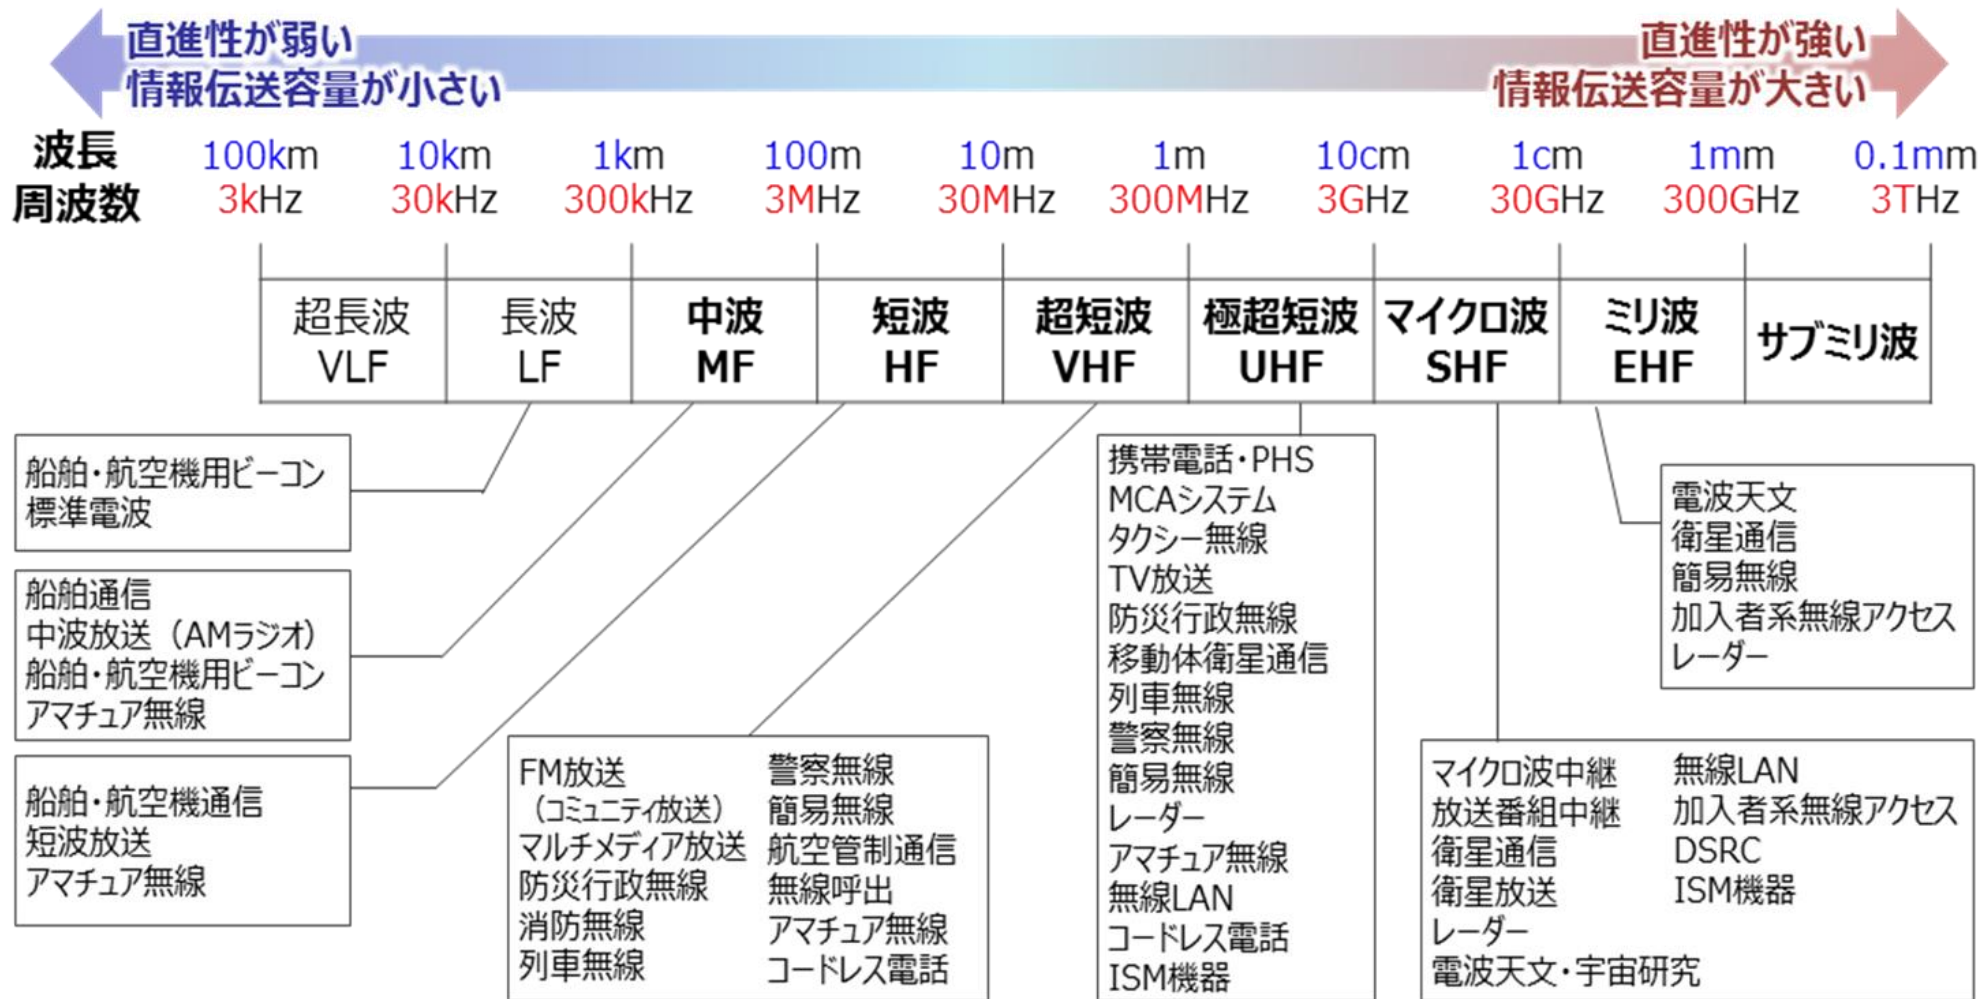 直進性が弱い
情報伝送容量が小さい
直進性が強い
情報伝送容量が大きい
波長 100km 10km 1km 100m 10m 1m 10cm 1cm 1mm 0.1mm
周波数 3kHz 30kHz 300kHz 3MHz 30MHz 300MHz 3GHz 30GHz 300GHz 3THz
超長波
VLF
長波
LF
中波
MF
短波
HF
超短波
VHF
極超短波
UHF
マイクロ波
SHF
ミリ波
EHF
サブミリ波
船舶・航空機用ビーコン
標準電波
船舶通信
中波放送（AMラジオ）
船舶・航空機用ビーコン
アマチュア無線
船舶・航空機通信
短波放送
アマチュア無線
FM放送
（コミュニティ放送）
マルチメディア放送
防災行政無線
消防無線
列車無線
警察無線
簡易無線
航空管制通信
無線呼出
アマチュア無線
コードレス電話
携帯電話・PHS
MCAシステム
タクシー無線
TV放送
防災行政無線
移動体衛星通信
列車無線
警察無線
簡易無線
レーダー
アマチュア無線
無線LAN
コードレス電話
ISM機器
マイクロ波中継
放送番組中継
衛星通信
衛星放送
レーダー
電波天文・宇宙研究
無線LAN
加入者系無線アクセス
DSRC
ISM機器
電波天文
衛星通信
簡易無線
加入者系無線アクセス
レーダー